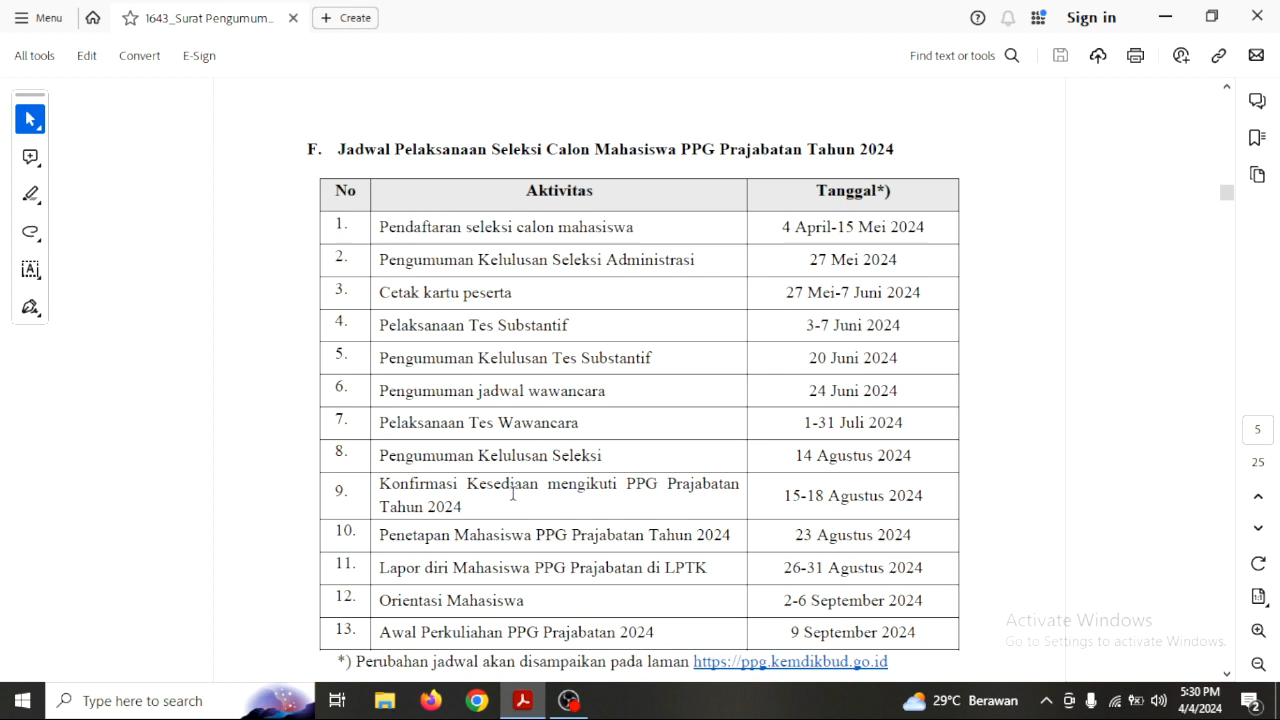 Menu
1643_Surat Pengumum...
Create
Sign in
All tools
Edit
Convert
E-Sign
Find text or tools
F. Jadwal Pelaksanaan Seleksi Calon Mahasiswa PPG Prajabatan Tahun 2024
No Aktivitas Tanggal*)
1. Pendaftaran seleksi calon mahasiswa 4 April-15 Mei 2024
2. Pengumuman Kelulusan Seleksi Administrasi 27 Mei 2024
3. Cetak kartu peserta 27 Mei-7 Juni 2024
4. Pelaksanaan Tes Substantif 3-7 Juni 2024
5. Pengumuman Kelulusan Tes Substantif 20 Juni 2024
6. Pengumuman jadwal wawancara 24 Juni 2024
7. Pelaksanaan Tes Wawancara 1-31 Juli 2024
8. Pengumuman Kelulusan Seleksi 14 Agustus 2024
9. Konfirmasi Kesediaan mengikuti PPG Prajabatan
Tahun 2024 15-18 Agustus 2024
10. Penetapan Mahasiswa PPG Prajabatan Tahun 2024 23 Agustus 2024
11. Lapor diri Mahasiswa PPG Prajabatan di LPTK 26-31 Agustus 2024
12. Orientasi Mahasiswa 2-6 September 2024
13. Awal Perkuliahan PPG Prajabatan 2024 9 September 2024
*) Perubahan jadwal akan disampaikan pada laman https://ppg.kemdikbud.go.id
5
25
Activate Windows
Go to Settings to activate Windows.
Type here to search
29°C Berawan
5:30 PM
4/4/2024
2